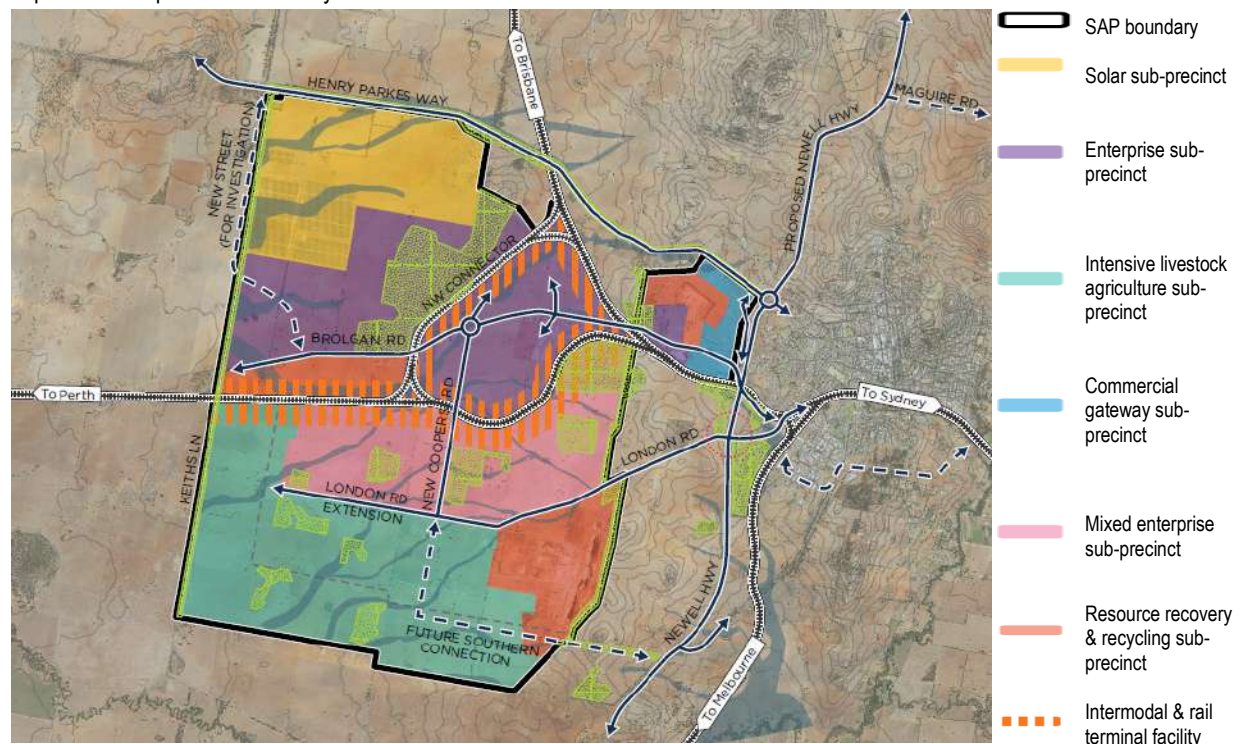 To Brisbane
HENRY PARKES WAY
MAGUIRE RD
PROPOSED NEWELL HWY
NEW STREET
(FOR INVESTIGATION)
NW CONNECTOR
BROLGAN RD
To Perth
To Sydney
KEITHS LN
LONDON RD
LONDON RD
EXTENSION
FUTURE SOUTHERN
CONNECTION
NEWELL HWY
To Melbourne
SAP boundary
Solar sub-precinct
Enterprise sub-
precinct
Intensive livestock
agriculture sub-
precinct
Commercial
gateway sub-
precinct
Mixed enterprise
sub-precinct
Resource recovery
& recycling sub-
precinct
Intermodal & rail
terminal facility